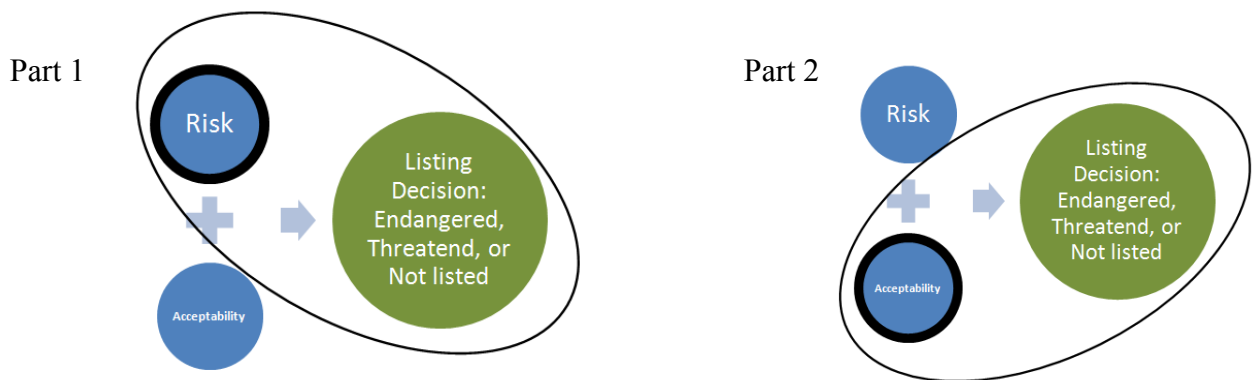 Part 1
Risk
Acceptability
Listing
Decision:
Endangered,
Threatend, or
Not listed
Part 2
Risk
Acceptability
Listing
Decision:
Endangered,
Threatend, or
Not listed